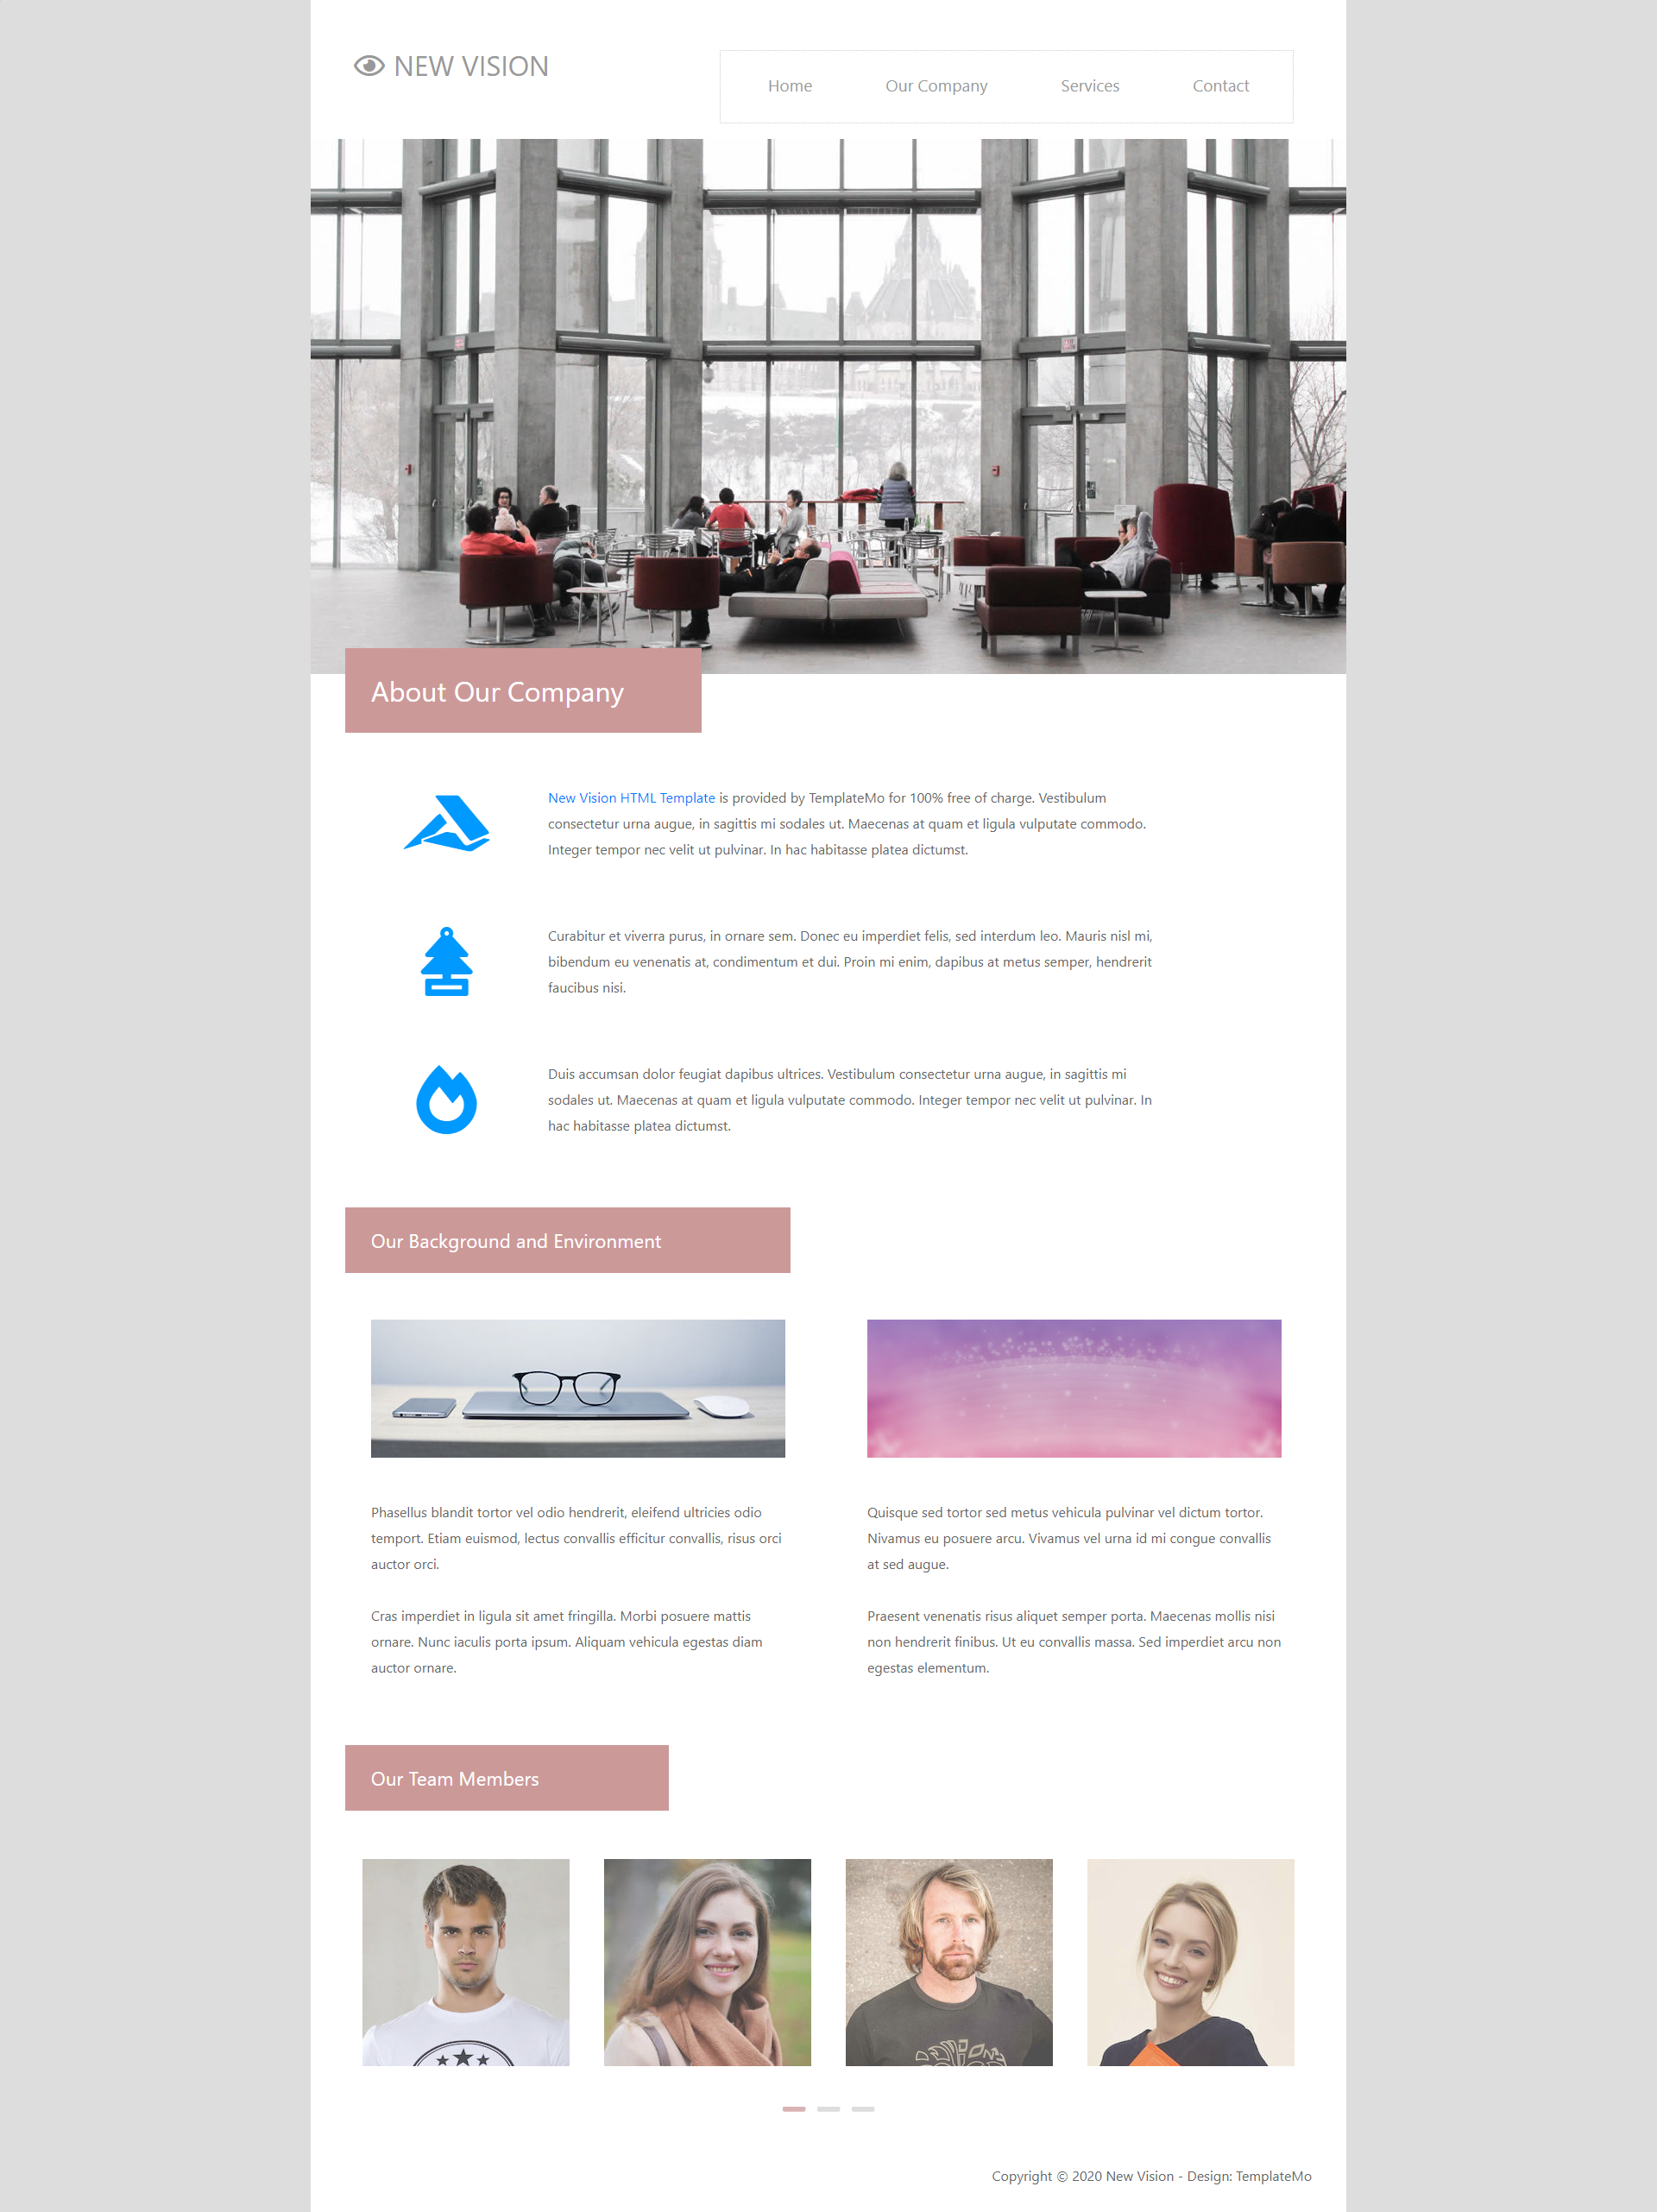 NEW VISION
Home Our Company Services Contact
About Our Company
New Vision HTML Template is provided by TemplateMo for 100% free of charge. Vestibulum
consectetur urna augue, in sagittis mi sodales ut. Maecenas at quam et ligula vulputate commodo.
Integer tempor nec velit ut pulvinar. In hac habitasse platea dictumst.
Curabitur et viverra purus, in ornare sem. Donec eu imperdiet felis, sed interdum leo. Mauris nisl mi,
bibendum eu venenatis at, condimentum et dui. Proin mi enim, dapibus at metus semper, hendrerit
faucibus nisi.
Duis accumsan dolor feugiat dapibus ultrices. Vestibulum consectetur urna augue, in sagittis mi
sodales ut. Maecenas at quam et ligula vulputate commodo. Integer tempor nec velit ut pulvinar. In
hac habitasse platea dictumst.
Our Background and Environment
Phasellus blandit tortor vel odio hendrerit, eleifend ultricies odio
temport. Etiam euismod, lectus convallis efficitur convallis, risus orci
auctor orci.
Cras imperdiet in ligula sit amet fringilla. Morbi posuere mattis
ornare. Nunc iaculis porta ipsum. Aliquam vehicula egestas diam
auctor ornare.
Quisque sed tortor sed metus vehicula pulvinar vel dictum tortor.
Nivamus eu posuere arcu. Vivamus vel urna id mi congue convallis
at sed augue.
Praesent venenatis risus aliquet semper porta. Maecenas mollis nisi
non hendrerit finibus. Ut eu convallis massa. Sed imperdiet arcu non
egestas elementum.
Our Team Members
Copyright © 2020 New Vision - Design: TemplateMo